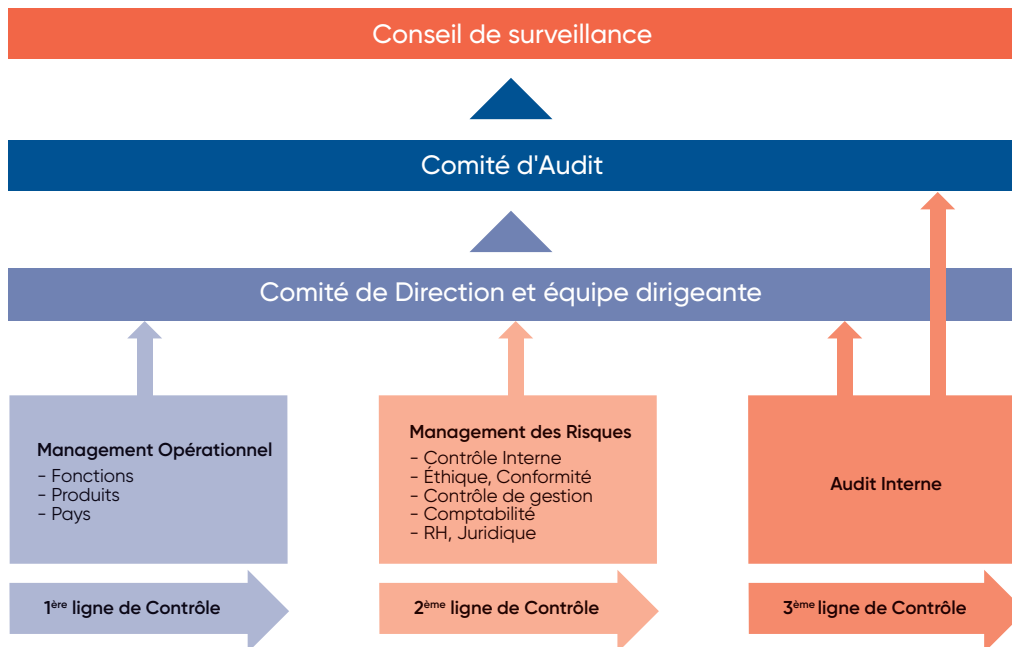 Conseil de surveillance
Comité d'Audit
Comité de Direction et équipe dirigeante
Management Opérationnel
- Fonctions
- Produits
- Pays
Management des Risques
- Contrôle Interne
- Éthique, Conformité
- Contrôle de gestion
- Comptabilité
- RH, Juridique
Audit Interne
1ère ligne de Contrôle
2ème ligne de Contrôle
3ème ligne de Contrôle